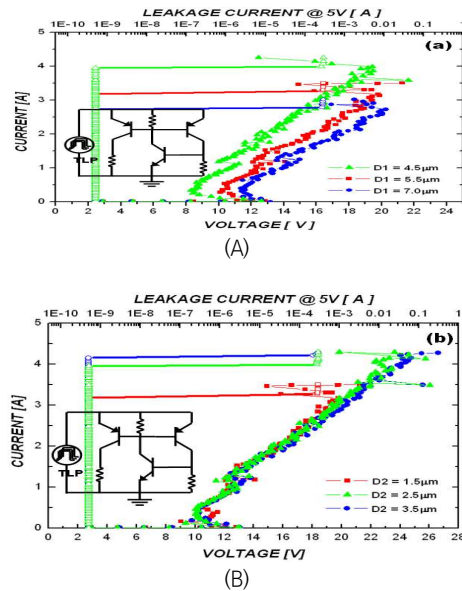 LEAKAGE CURRENT @ 5V [ A ]
1E-10 1E-9 1E-8 1E-7 1E-6 1E-5 1E-4 1E-3 0.01 0.1 1
(a)
CURRENT [A]
5
4
3
2
1
0
TLP
D1 = 4.5μm
D1 = 5.5μm
D1 = 7.0μm
0 2 4 6 8 10 12 14 16 18 20 22 24
VOLTAGE [ V ]
(A)
LEAKAGE CURRENT @ 5V [ A ]
1E-10 1E-9 1E-8 1E-7 1E-6 1E-5 1E-4 1E-3 0.01 0.1 1
(b)
CURRENT [A]
5
4
3
2
1
0
TLP
D2 = 1.5μm
D2 = 2.5μm
D2 = 3.5μm
0 2 4 6 8 10 12 14 16 18 20 22 24 26 28
VOLTAGE [V]
(B)